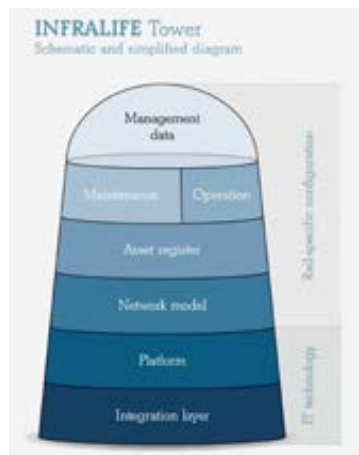 INFRALIFE Tower
Schematic and simplified diagram
Management
data
Maintenance
Operation
Asset register
Network model
Platform
Integration layer
Rail-specific configuration
IT technology